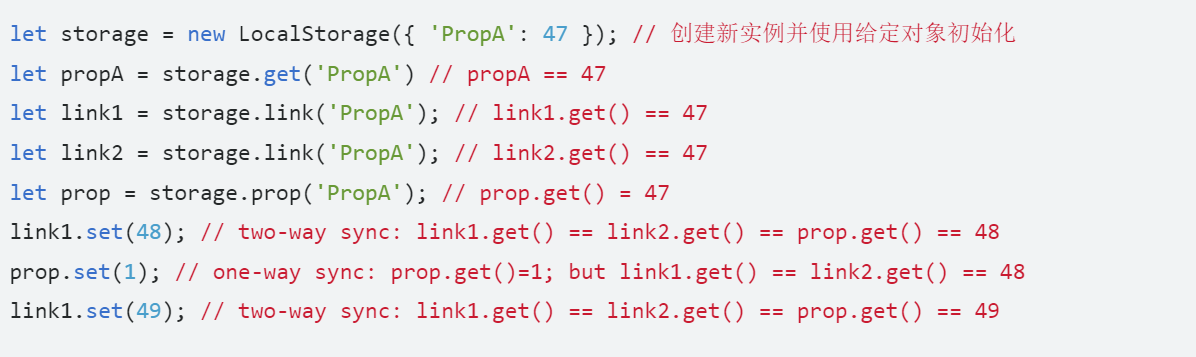 let storage = new LocalStorage({ 'PropA': 47 }); // 创建新实例并使用给定对象初始化
let propA = storage.get('PropA') // propA == 47
let link1 = storage.link('PropA'); // link1.get() == 47
let link2 = storage.link('PropA'); // link2.get() == 47
let prop = storage.prop('PropA'); // prop.get() = 47
link1.set(48); // two-way sync: link1.get() == link2.get() == prop.get() == 48
prop.set(1); // one-way sync: prop.get()=1; but link1.get() == link2.get() == 48
link1.set(49); // two-way sync: link1.get() == link2.get() == prop.get() == 49